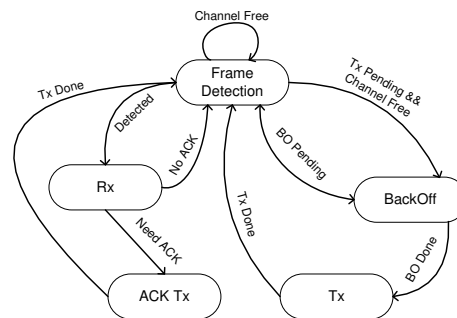 Channel Free
Frame
Detection
Tx Done
Tx Pending &&
Channel Free
Detected
No ACK
BO Pending
Rx
BackOff
Need ACK
Tx Done
BO Done
ACK Tx
Tx